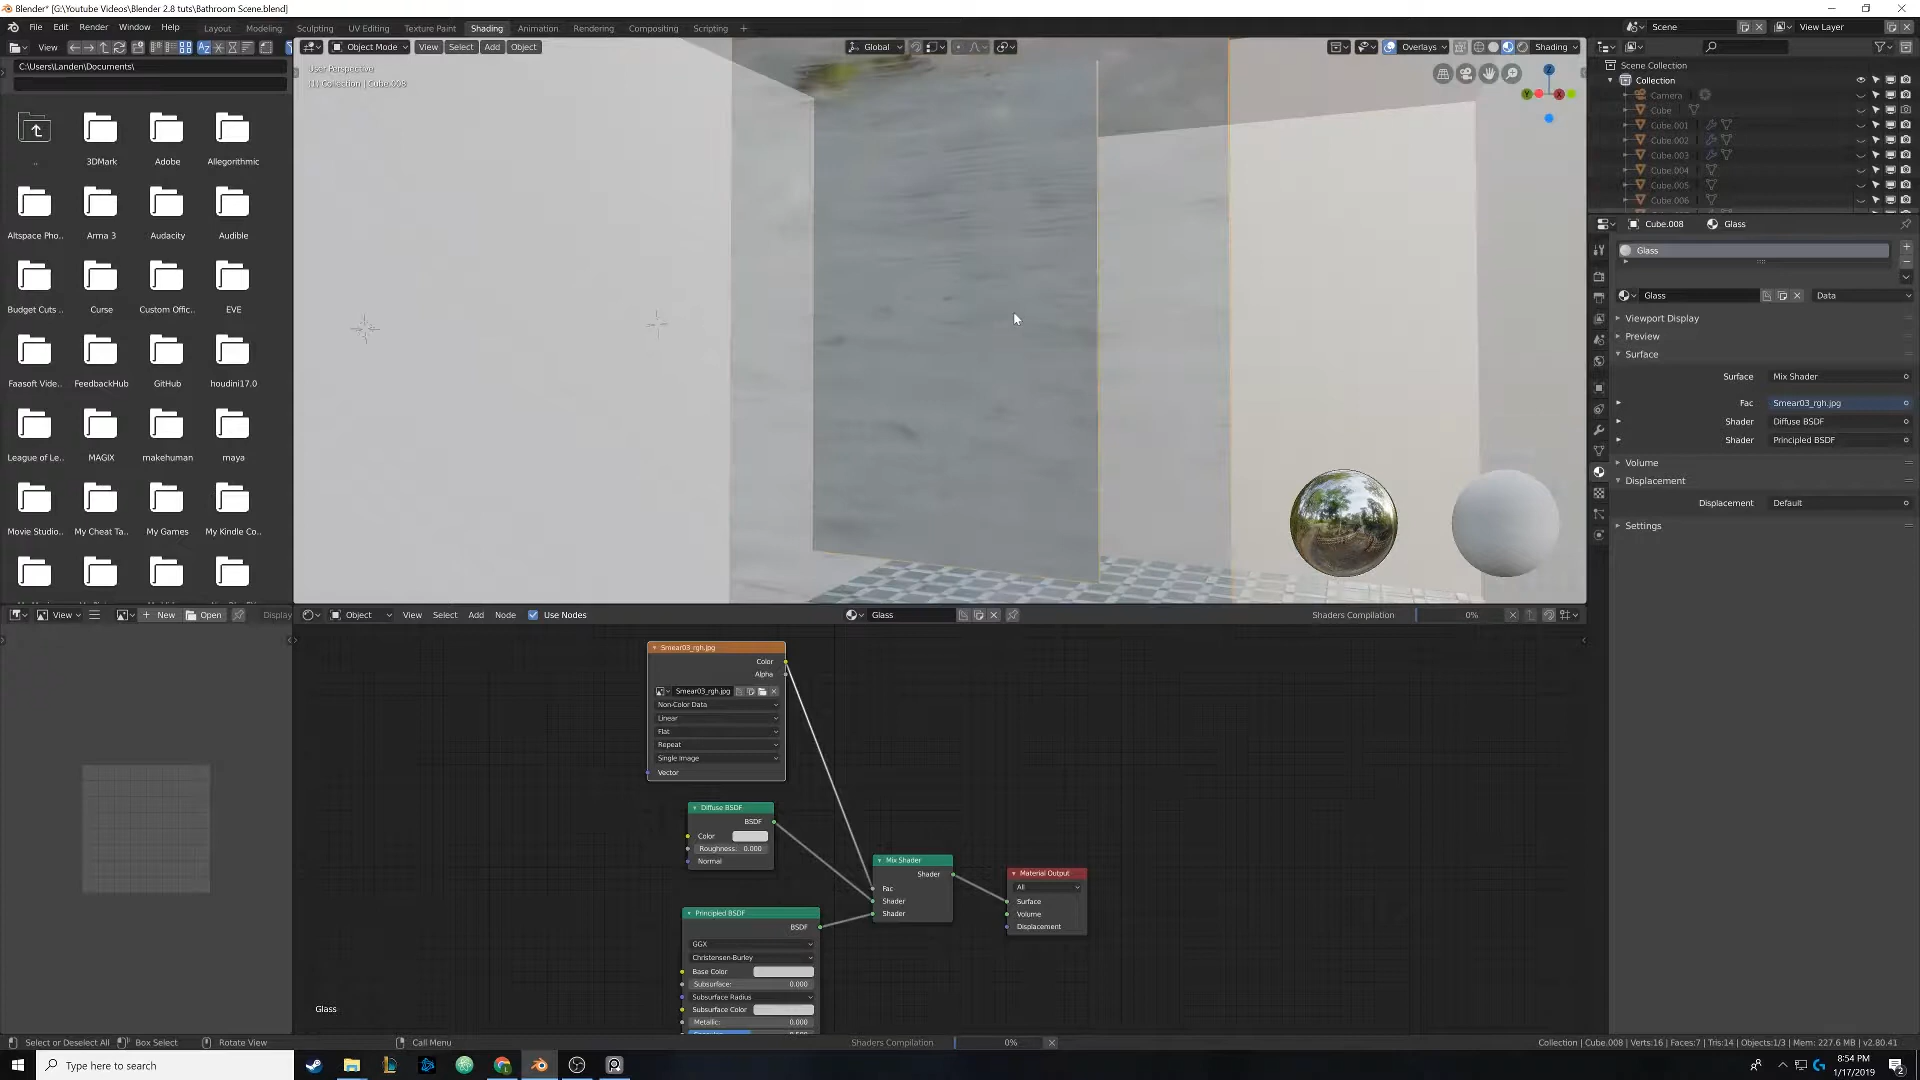 Blender* [G:\Youtube Videos\Blender 2.8 tuts\Bathroom Scene.blend]
File Edit Render Window Help
Layout Modeling Sculpting UV Editing Texture Paint Shading Animation Rendering Compositing Scripting +
Scene
View Layer
View
Object Mode View Select Add Object
Global
Overlays
Shading
C:\Users\Landen\Documents\
User Perspective
(1) Collection | Cube.008
..
3DMark
Adobe
Allegorithmic
Altspace Pho..
Arma 3
Audacity
Audible
Budget Cuts ..
Curse
Custom Offic..
EVE
Faasoft Vide..
FeedbackHub
GitHub
houdini17.0
League of Le..
MAGIX
makehuman
maya
Movie Studio..
My Cheat Ta..
My Games
My Kindle Co..
Scene Collection
Collection
Camera
Cube
Cube.001
Cube.002
Cube.003
Cube.004
Cube.005
Cube.006
Cube.008 Glass
Glass
Glass
Data
Viewport Display
Preview
Surface
Surface Mix Shader
Fac Smear03_rgh.jpg
Shader Diffuse BSDF
Shader Principled BSDF
Volume
Displacement
Displacement Default
Settings
View
New
Open
Display
Object View Select Add Node Use Nodes
Glass
Shaders Compilation 0%
Smear03_rgh.jpg
Color
Alpha
Smear03_rgh.jpg
Non-Color Data
Linear
Flat
Repeat
Single Image
Vector
Diffuse BSDF
BSDF
Color
Roughness: 0.000
Normal
Mix Shader
Shader
Fac
Shader
Shader
Material Output
All
Surface
Volume
Displacement
Principled BSDF
BSDF
GGX
Christensen-Burley
Base Color
Subsurface: 0.000
Subsurface Radius
Subsurface Color
Metallic: 0.000
Glass
Select or Deselect All
Box Select
Rotate View
Call Menu
Shaders Compilation 0%
Collection | Cube.008 | Verts:16 | Faces:7 | Tris:14 | Objects:1/3 | Mem: 227.6 MB | v2.80.41
Type here to search
8:54 PM
1/17/2019